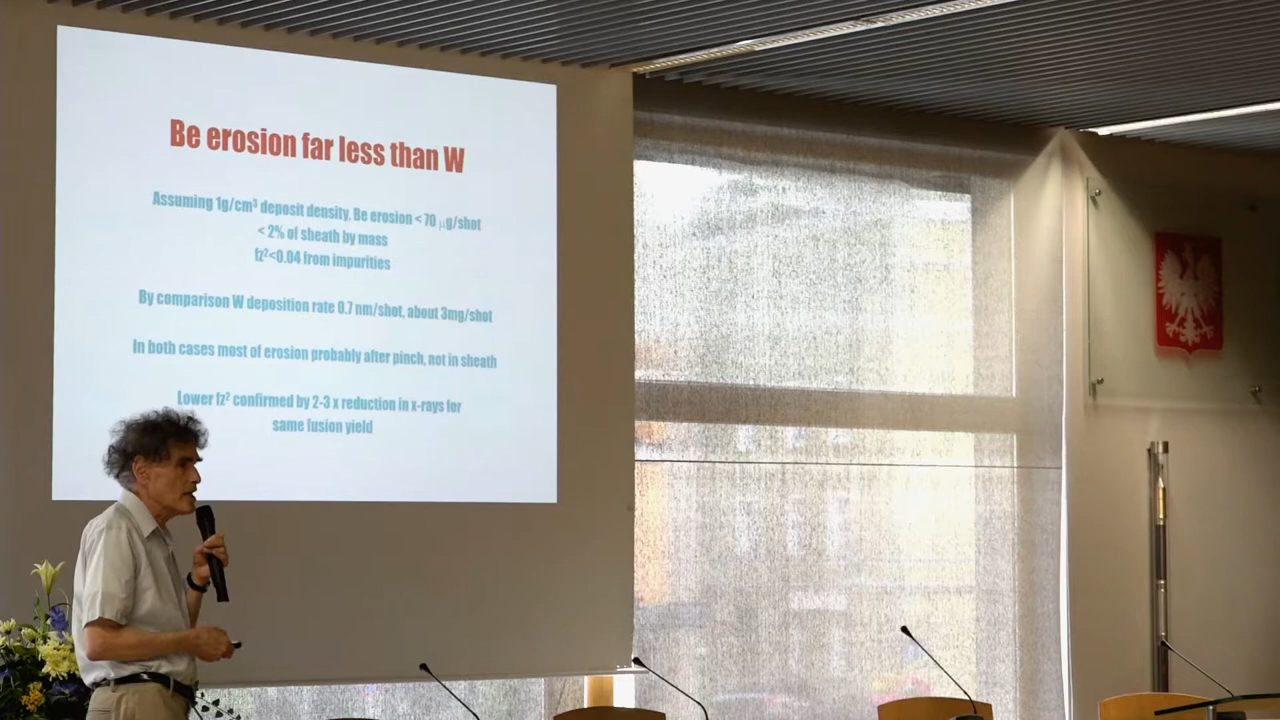 Be erosion far less than W
Assuming 1g/cm³ deposit density, Be erosion < 70 µg/shot
< 2% of sheath by mass
fz²<0.04 from impurities
By comparison W deposition rate 0.7 nm/shot, about 3mg/shot
In both cases most of erosion probably after pinch, not in sheath
Lower fz² confirmed by 2-3 x reduction in x-rays for
same fusion yield